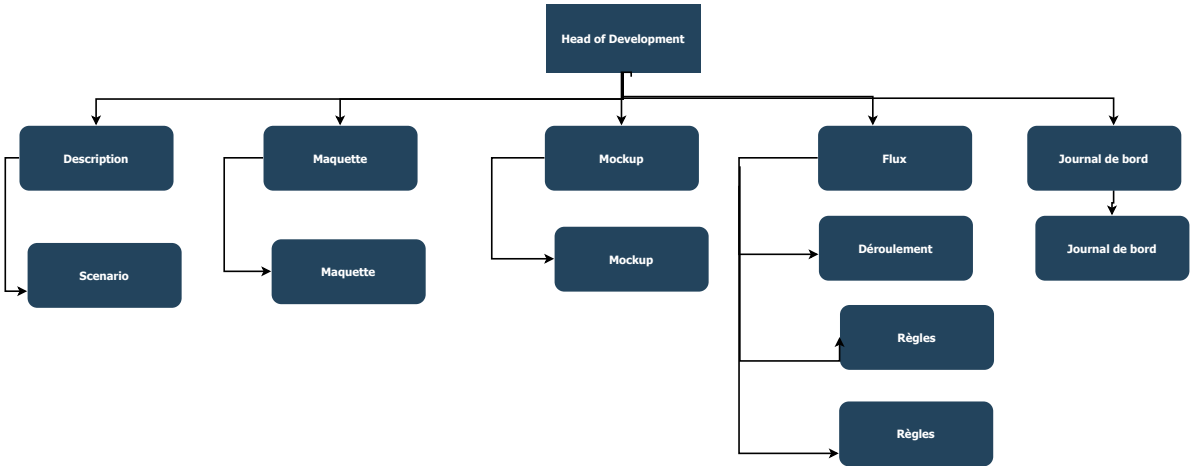 Head of Development
Description
Maquette
Mockup
Flux
Journal de bord
Scenario
Maquette
Mockup
Déroulement
Journal de bord
Règles
Règles